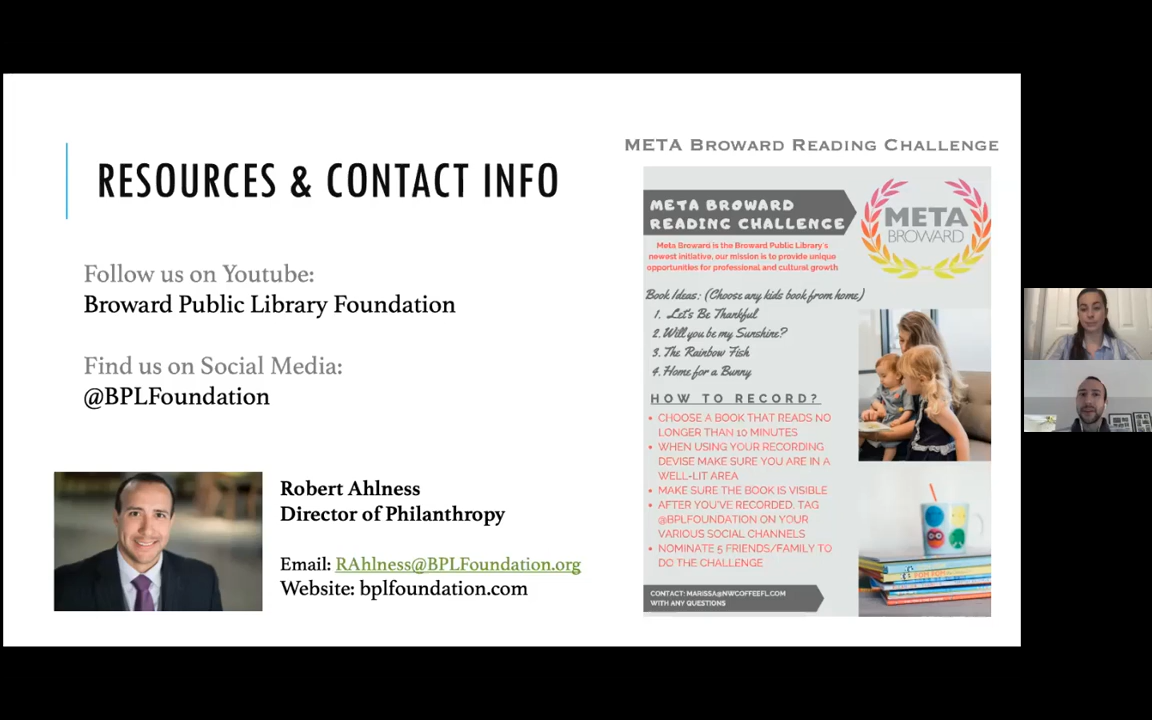 RESOURCES & CONTACT INFO
Follow us on Youtube:
Broward Public Library Foundation
Find us on Social Media:
@BPLFoundation
Robert Ahlness
Director of Philanthropy
Email: RAhlness@BPLFoundation.org
Website: bplfoundation.com
META BROWARD READING CHALLENGE
META BROWARD
READING CHALLENGE
META
BROWARD
Meta Broward is the Broward Public Library's
newest initiative, our mission is to provide unique
opportunities for professional and cultural growth
Book Ideas: (Choose any kids book from home)
1. Let's Be Thankful
2. Will you be my Sunshine?
3. The Rainbow Fish
4. Home for a Bunny
HOW TO RECORD?
• CHOOSE A BOOK THAT READS NO
LONGER THAN 10 MINUTES
• WHEN USING YOUR RECORDING
DEVISE MAKE SURE YOU ARE IN A
WELL-LIT AREA
• MAKE SURE THE BOOK IS VISIBLE
• AFTER YOU'VE RECORDED, TAG
@BPLFOUNDATION ON YOUR
VARIOUS SOCIAL CHANNELS
• NOMINATE 5 FRIENDS/FAMILY TO
DO THE CHALLENGE
CONTACT: MARISSA@NWCOFFEEFL.COM
WITH ANY QUESTIONS